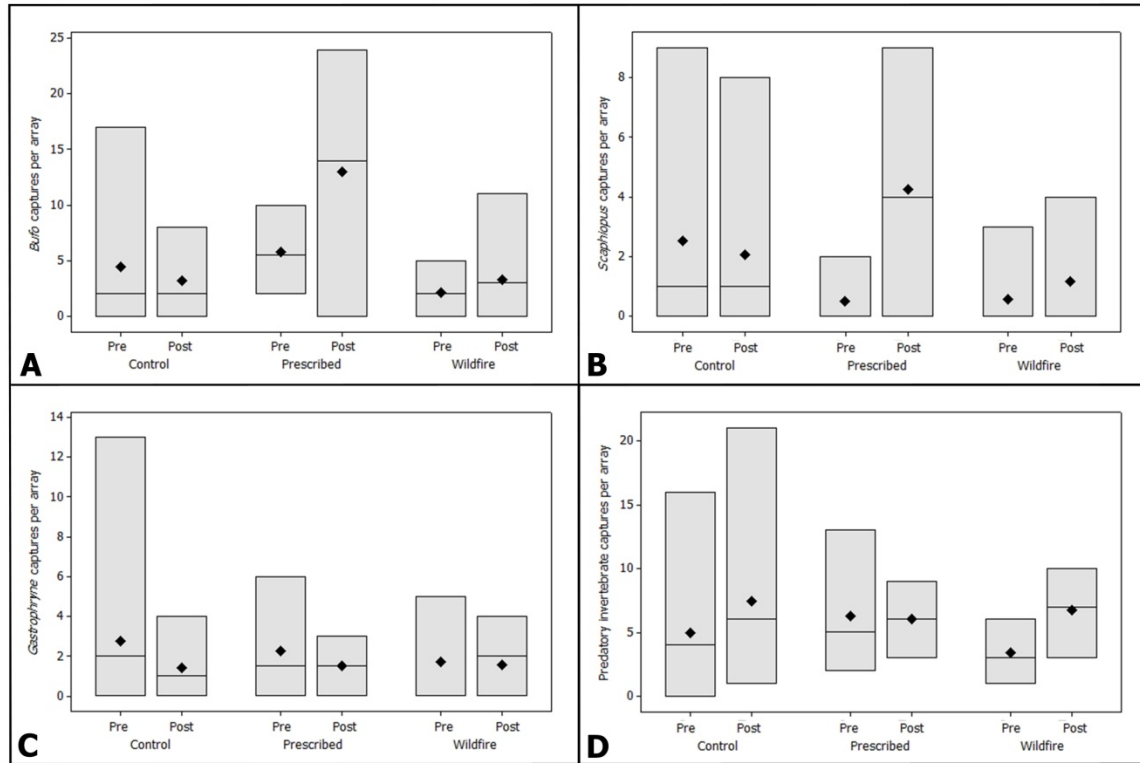 Bufo captures per array
25
20
15
10
5
0
Pre Post Pre Post Pre Post
Control Prescribed Wildfire
A
Scaphiopus captures per array
8
6
4
2
0
Pre Post Pre Post Pre Post
Control Prescribed Wildfire
B
Gastrophryne captures per array
14
12
10
8
6
4
2
0
Pre Post Pre Post Pre Post
Control Prescribed Wildfire
C
Predatory invertebrate captures per array
20
15
10
5
0
Pre Post Pre Post Pre Post
Control Prescribed Wildfire
D